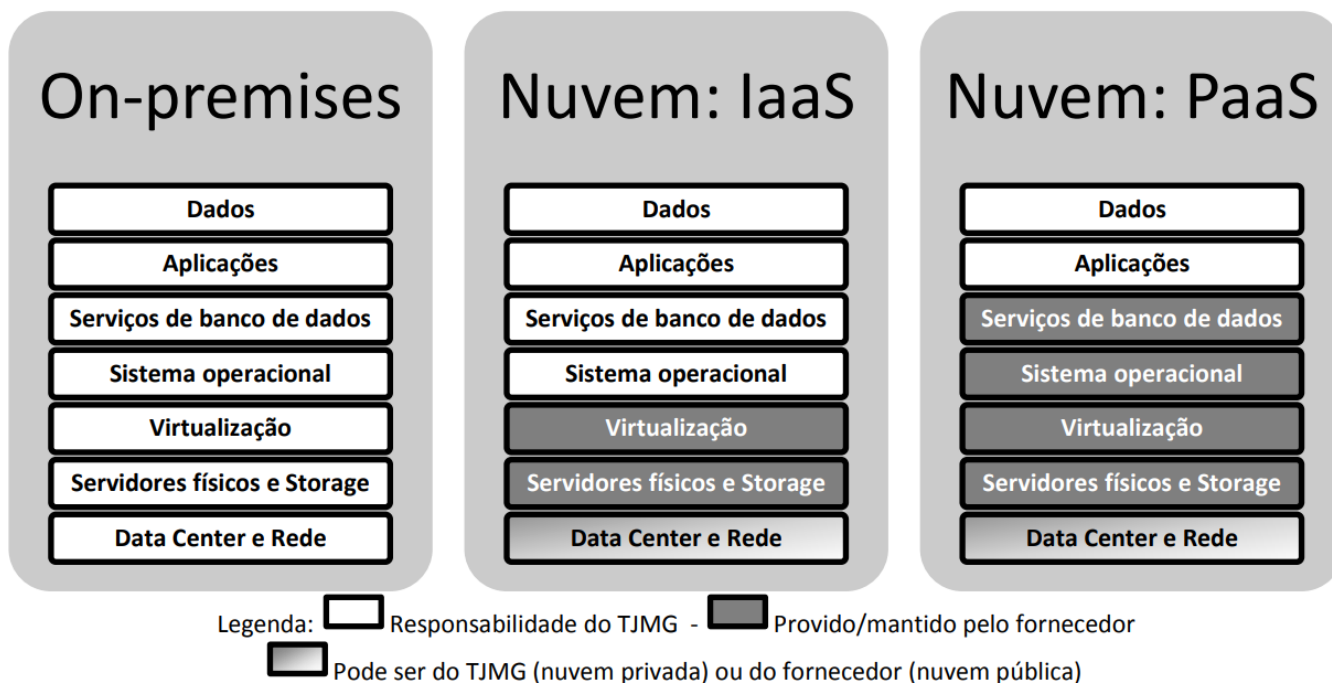 On-premises
Dados
Aplicações
Serviços de banco de dados
Sistema operacional
Virtualização
Servidores físicos e Storage
Data Center e Rede
Nuvem: IaaS
Dados
Aplicações
Serviços de banco de dados
Sistema operacional
Virtualização
Servidores físicos e Storage
Data Center e Rede
Nuvem: PaaS
Dados
Aplicações
Serviços de banco de dados
Sistema operacional
Virtualização
Servidores físicos e Storage
Data Center e Rede
Legenda: Responsabilidade do TJMG - Provido/mantido pelo fornecedor
Pode ser do TJMG (nuvem privada) ou do fornecedor (nuvem pública)